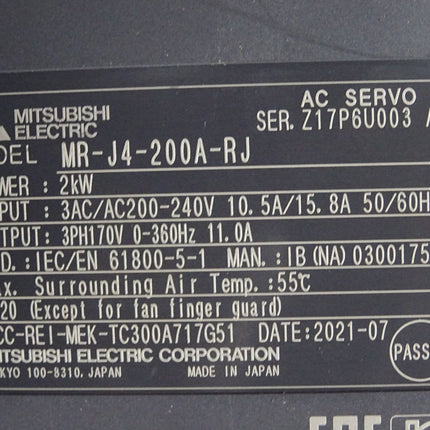 MITSUBISHI
ELECTRIC
AC SERVO
SER. Z17P6U003
DEL MR-J4-200A-RJ
WER : 2kW
PUT : 3AC/AC200-240V 10.5A/15.8A 50/60H
TPUT: 3PH170V 0-360Hz 11.0A
D.: IEC/EN 61800-5-1 MAN.: IB(NA)0300175
x. Surrounding Air Temp.:55℃
20 (Except for fan finger guard)
CC-REI-MEK-TC300A717G51 DATE:2021-07
ITSUBISHI ELECTRIC CORPORATION
KYO 100-8310, JAPAN MADE IN JAPAN
PASS